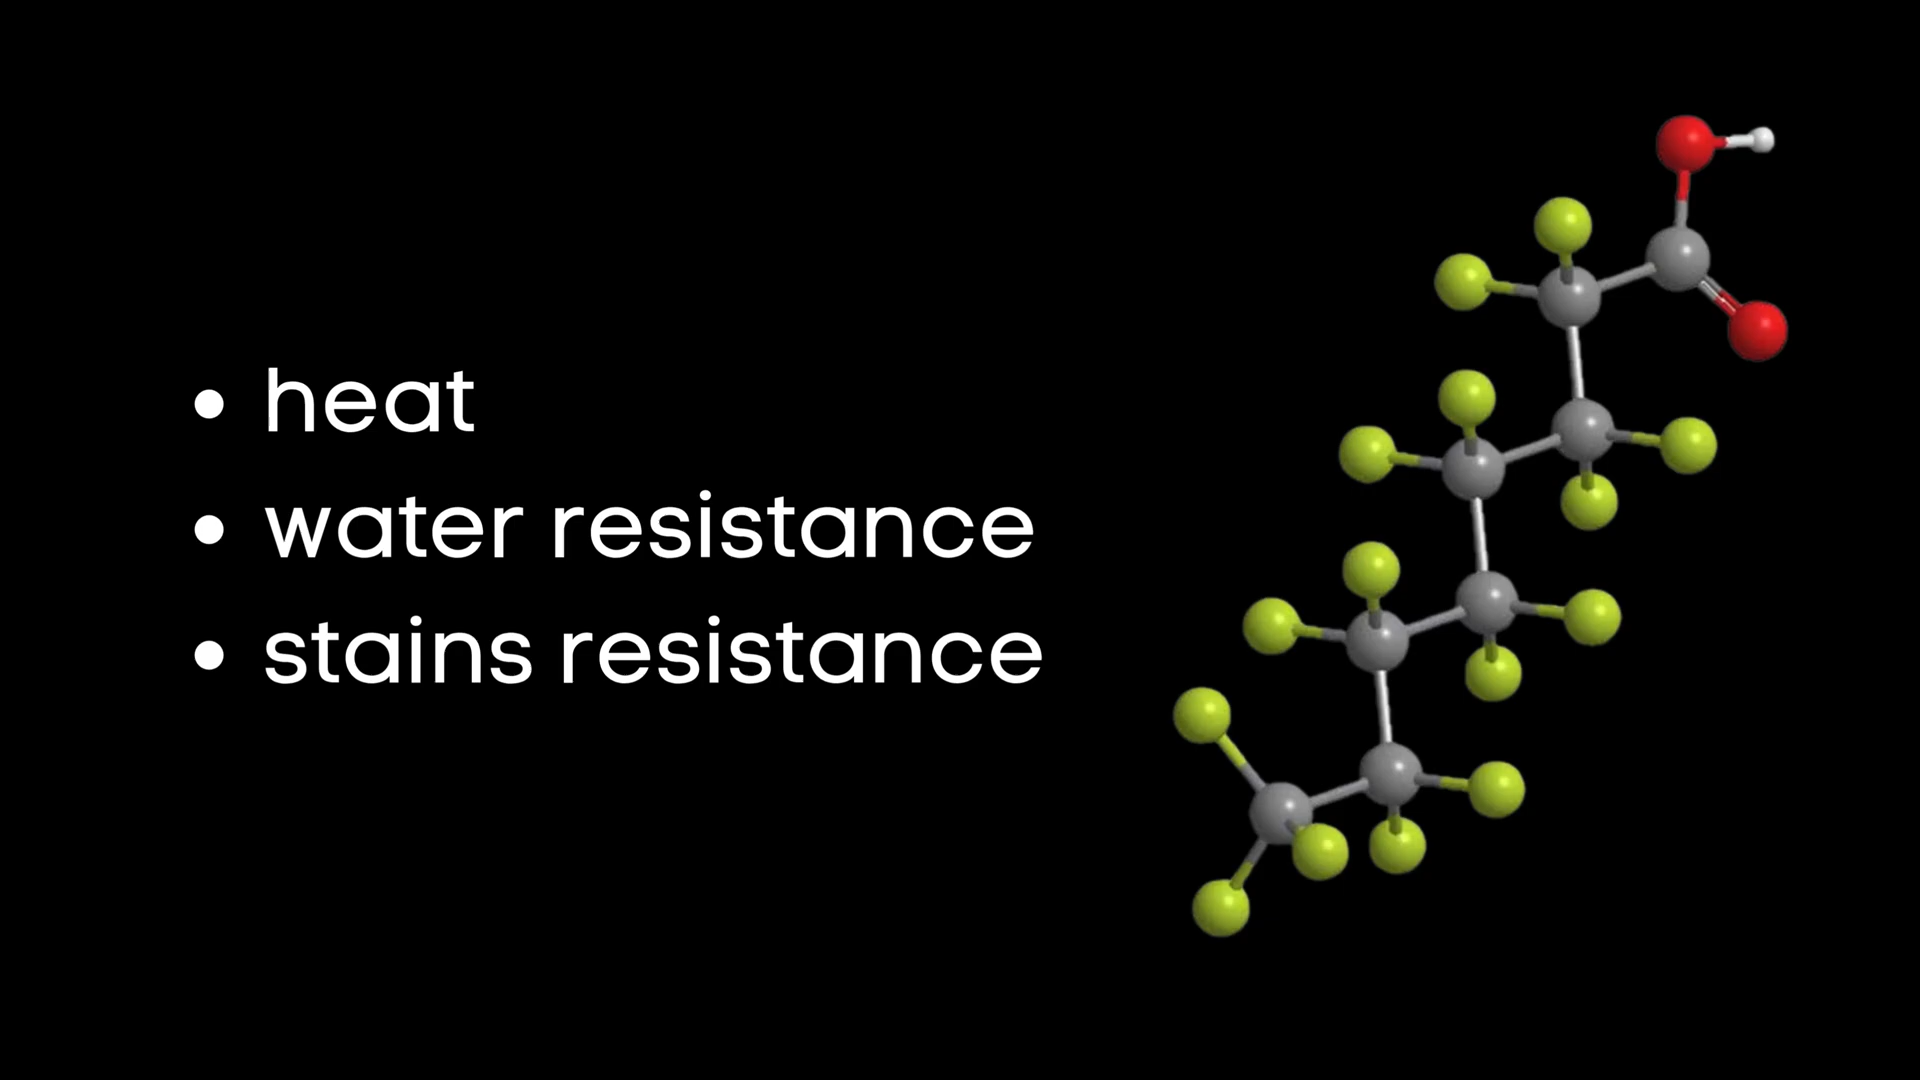 • heat
• water resistance
• stains resistance